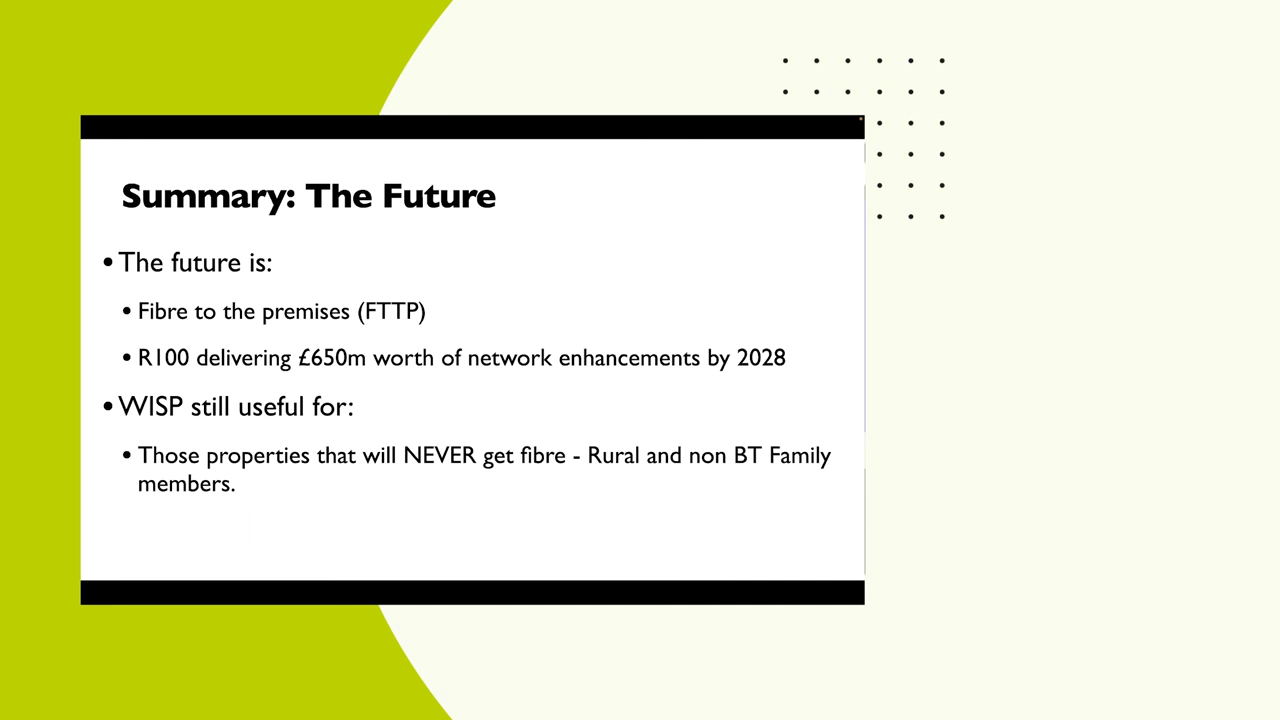 Summary: The Future
• The future is:
• Fibre to the premises (FTTP)
• R100 delivering £650m worth of network enhancements by 2028
• WISP still useful for:
• Those properties that will NEVER get fibre - Rural and non BT Family
members.